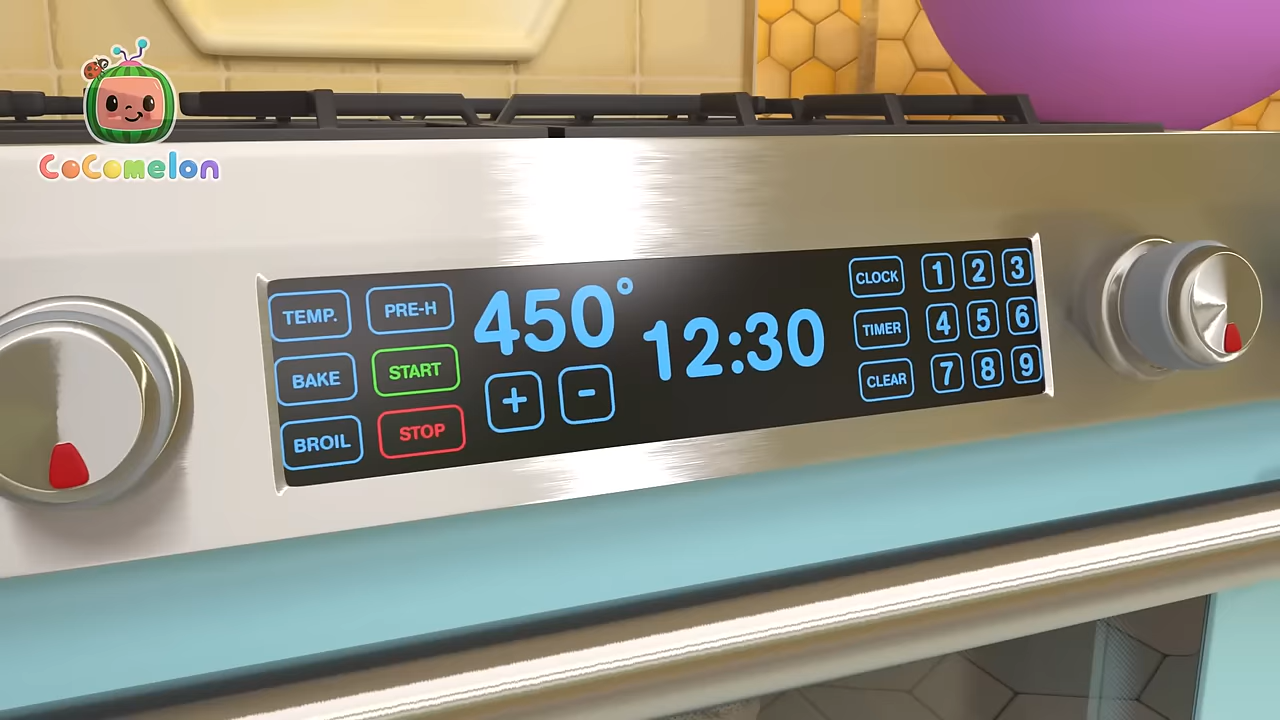 CoComelon
TEMP.
PRE-H
450°
12:30
CLOCK
1 2 3
BAKE
START
+ -
TIMER
4 5 6
BROIL
STOP
CLEAR
7 8 9